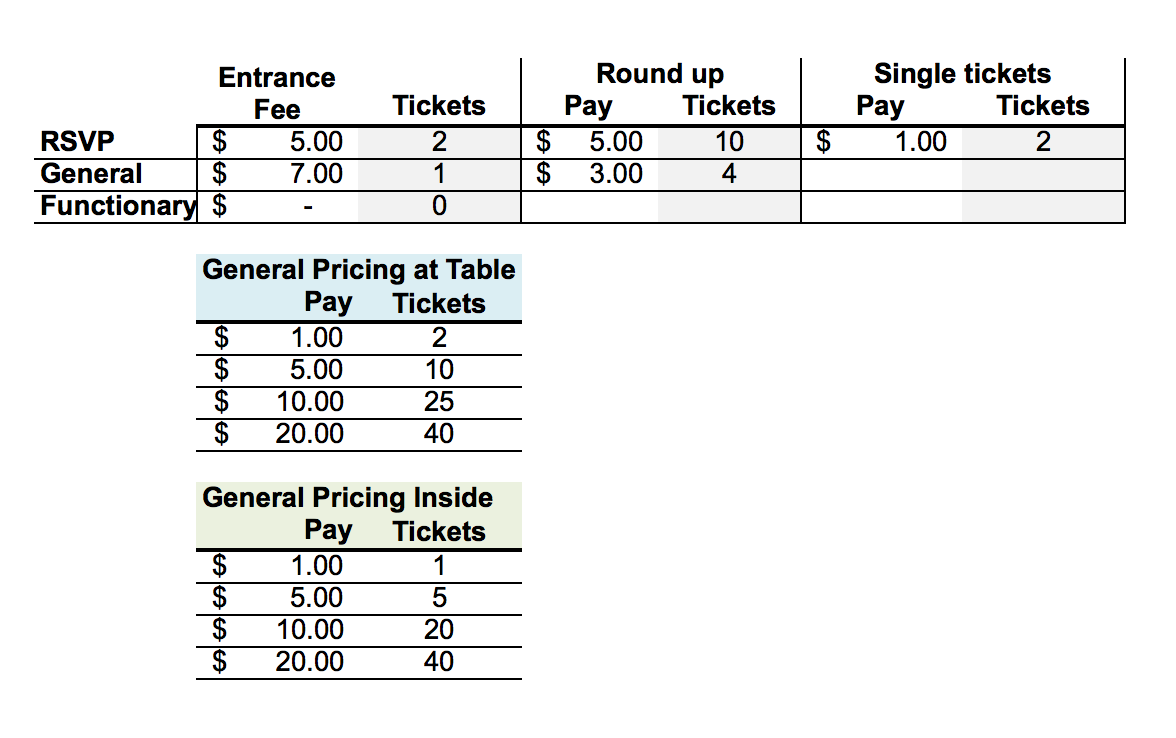 Entrance Fee Tickets Round up Pay Tickets Single tickets Pay Tickets
RSVP $ 5.00 2 $ 5.00 10 $ 1.00 2
General $ 7.00 1 $ 3.00 4
Functionary $ - 0
General Pricing at Table
Pay Tickets
$ 1.00 2
$ 5.00 10
$ 10.00 25
$ 20.00 40
General Pricing Inside
Pay Tickets
$ 1.00 1
$ 5.00 5
$ 10.00 20
$ 20.00 40